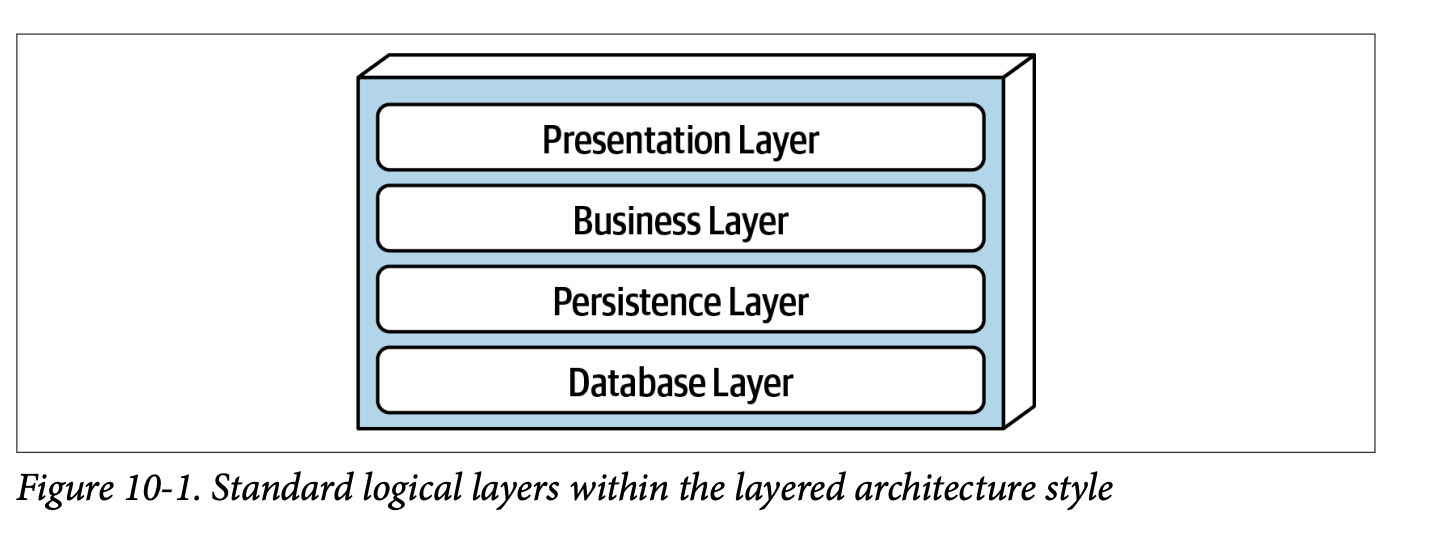 Presentation Layer
Business Layer
Persistence Layer
Database Layer
Figure 10-1. Standard logical layers within the layered architecture style